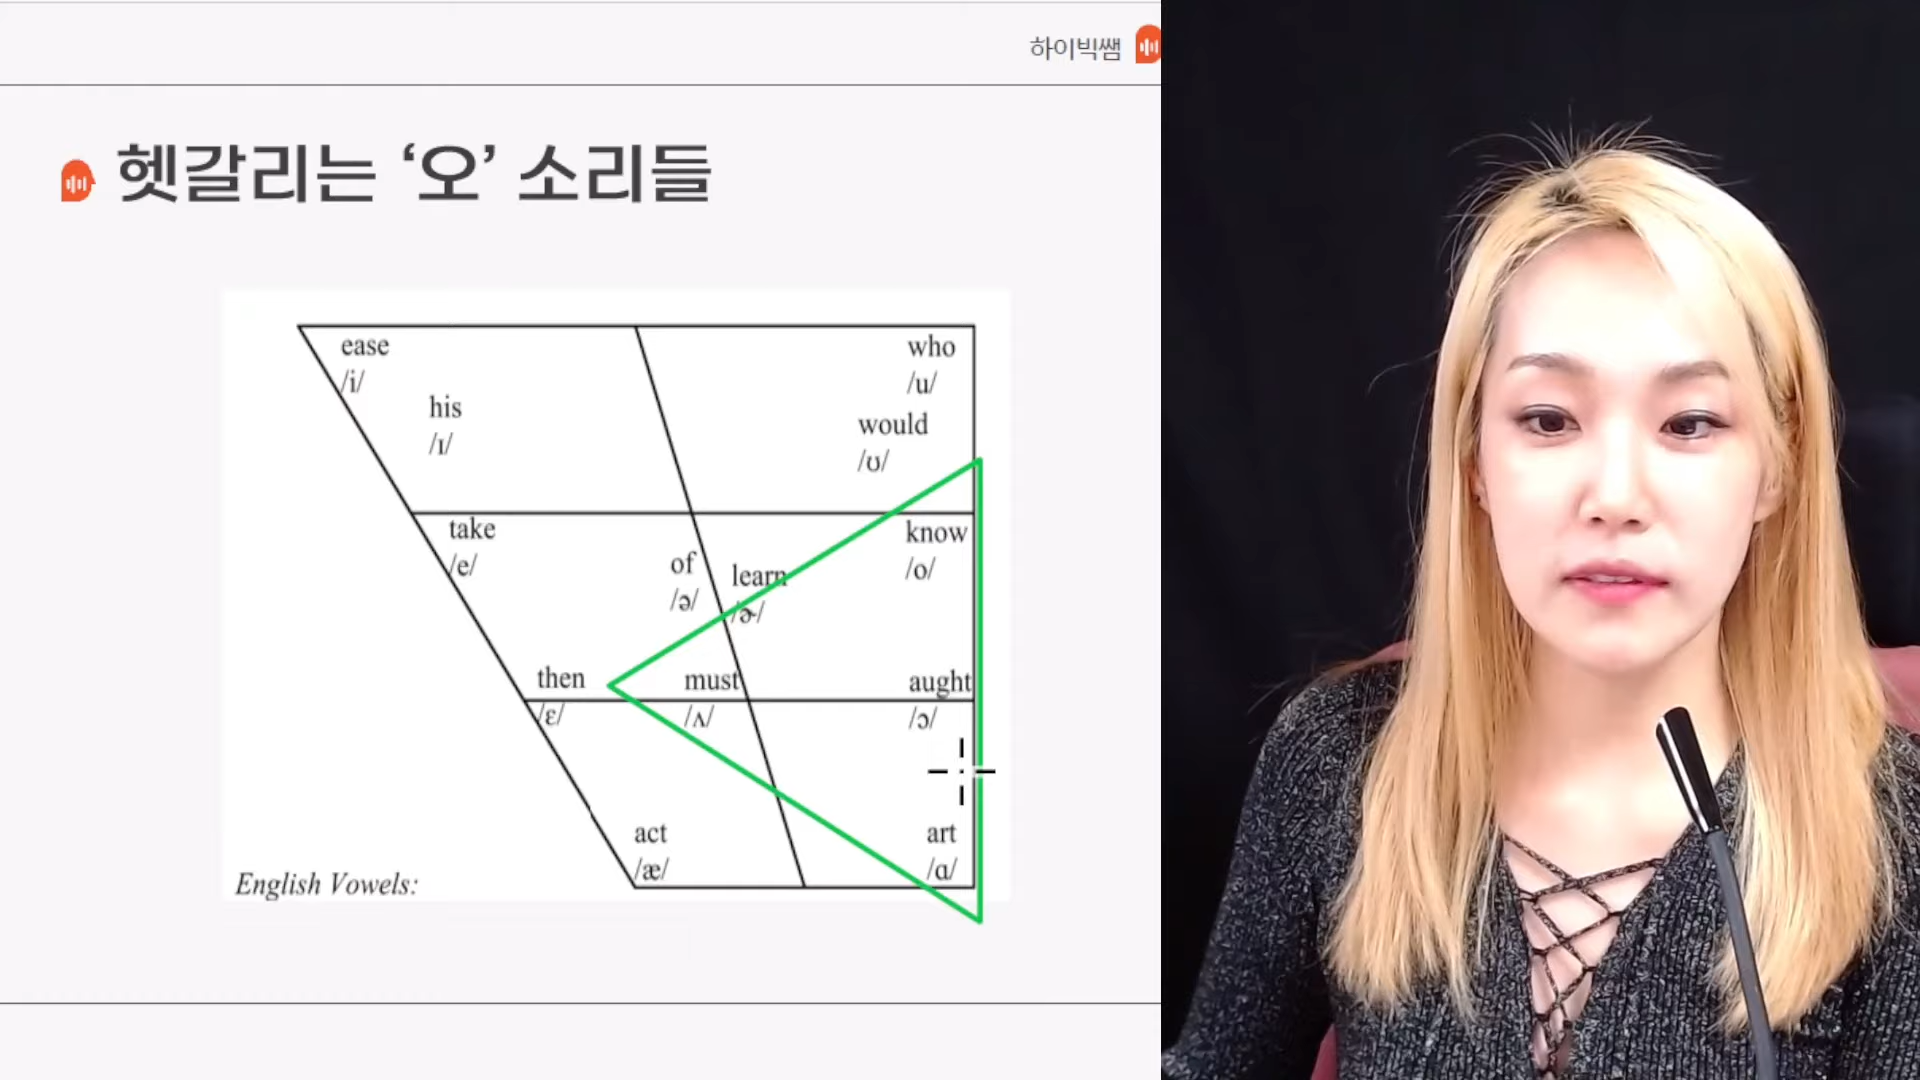 하이빅쌤
헷갈리는 ‘오’ 소리들
ease
/i/
who
/u/
his
/ɪ/
would
/ʊ/
take
/e/
know
/o/
of
/ə/
learn
/ɚ/
then
/ɛ/
must
/ʌ/
aught
/ɔ/
act
/æ/
art
/ɑ/
English Vowels: